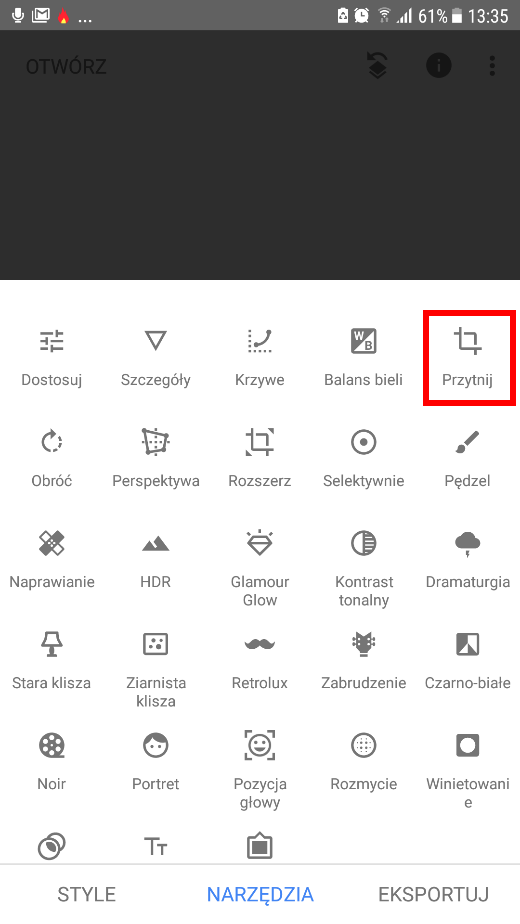 ... 61% 13:35
OTWÓRZ
Dostosuj Szczegóły Krzywe Balans bieli Przytnij
Obróć Perspektywa Rozszerz Selektywnie Pędzel
Naprawianie HDR Glamour Kontrast Dramaturgia
Glow tonalny
Stara klisza Ziarnista Retrolux Zabrudzenie Czarno-białe
klisza
Noir Portret Pozycja Rozmycie Winietowani
głowy e
STYLE NARZĘDZIA EKSPORTUJ